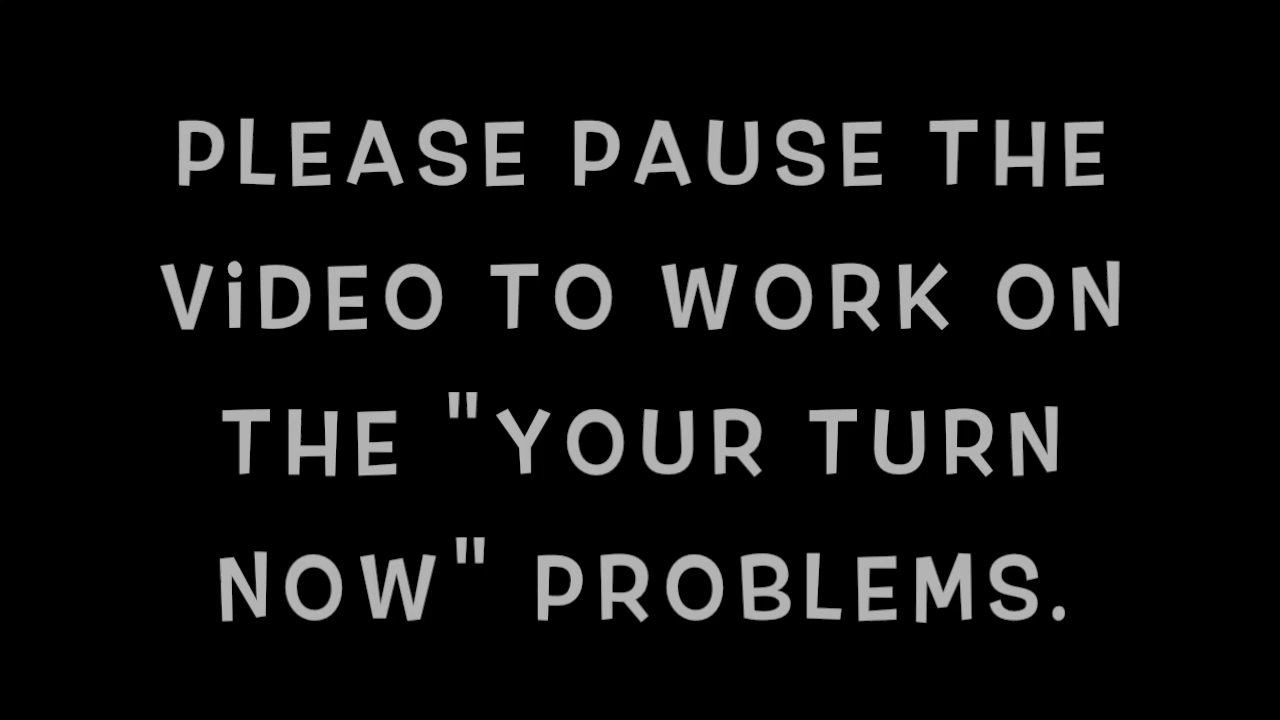 PLEASE PAUSE THE
ViDEO TO WORK ON
THE "YOUR TURN
NOW" PROBLEMS.